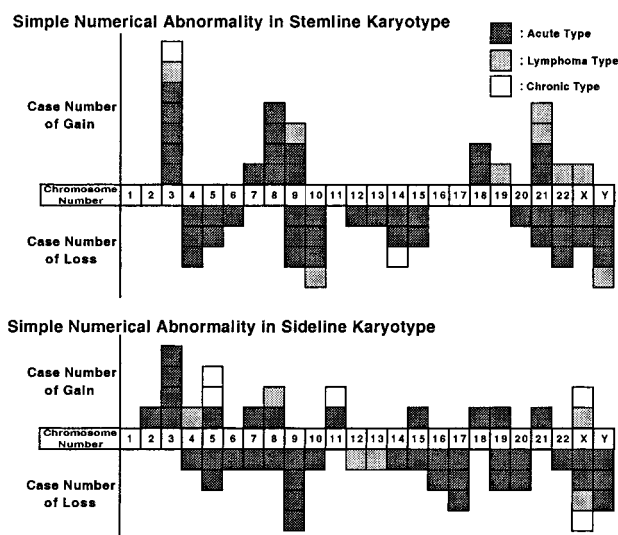 Simple Numerical Abnormality in Stemline Karyotype
: Acute Type
: Lymphoma Type
: Chronic Type
Case Number
of Gain
Chromosome
Number
1 2 3 4 5 6 7 8 9 10 11 12 13 14 15 16 17 18 19 20 21 22 X Y
Case Number
of Loss
Simple Numerical Abnormality in Sideline Karyotype
Case Number
of Gain
Chromosome
Number
1 2 3 4 5 6 7 8 9 10 11 12 13 14 15 16 17 18 19 20 21 22 X Y
Case Number
of Loss